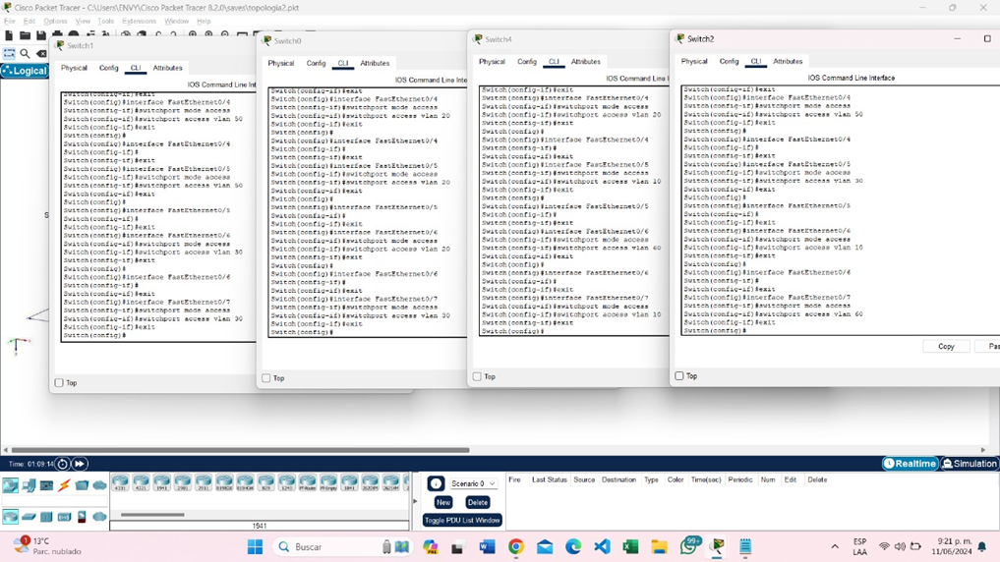 Cisco Packet Tracer - C:\Users\ENVY\Cisco Packet Tracer 8.2.0\saves\topologia2.pkt
File Edit Options View Tools Extensions Window Help
Logical
Switch1
Physical Config CLI Attributes
IOS Command Line Int
Switch(config-if)#exit
Switch(config)#interface FastEthernet0/4
Switch(config-if)#switchport mode access
Switch(config-if)#switchport access vlan 50
Switch(config-if)#exit
Switch(config)#
Switch(config)#interface FastEthernet0/4
Switch(config-if)#
Switch(config-if)#exit
Switch(config)#interface FastEthernet0/5
Switch(config-if)#switchport mode access
Switch(config-if)#switchport access vlan 50
Switch(config-if)#exit
Switch(config)#
Switch(config)#interface FastEthernet0/5
Switch(config-if)#
Switch(config-if)#exit
Switch(config)#interface FastEthernet0/6
Switch(config-if)#switchport mode access
Switch(config-if)#switchport access vlan 30
Switch(config-if)#exit
Switch(config)#
Switch(config)#interface FastEthernet0/6
Switch(config-if)#
Switch(config-if)#exit
Switch(config)#interface FastEthernet0/7
Switch(config-if)#switchport mode access
Switch(config-if)#switchport access vlan 30
Switch(config-if)#exit
Switch(config)#
Top
Switch0
Physical Config CLI Attributes
IOS Command Line I
Switch(config-if)#exit
Switch(config)#interface FastEthernet0/4
Switch(config-if)#switchport mode access
Switch(config-if)#switchport access vlan 20
Switch(config-if)#exit
Switch(config)#
Switch(config)#interface FastEthernet0/4
Switch(config-if)#
Switch(config-if)#exit
Switch(config)#interface FastEthernet0/5
Switch(config-if)#switchport mode access
Switch(config-if)#switchport access vlan 20
Switch(config-if)#exit
Switch(config)#
Switch(config)#interface FastEthernet0/5
Switch(config-if)#
Switch(config-if)#exit
Switch(config)#interface FastEthernet0/6
Switch(config-if)#switchport mode access
Switch(config-if)#switchport access vlan 20
Switch(config-if)#exit
Switch(config)#
Switch(config)#interface FastEthernet0/6
Switch(config-if)#
Switch(config-if)#exit
Switch(config)#interface FastEthernet0/7
Switch(config-if)#switchport mode access
Switch(config-if)#switchport access vlan 30
Switch(config-if)#exit
Switch(config)#
Top
Switch4
Physical Config CLI Attributes
IOS Command Line I
Switch(config-if)#exit
Switch(config)#interface FastEthernet0/4
Switch(config-if)#switchport mode access
Switch(config-if)#switchport access vlan 20
Switch(config-if)#exit
Switch(config)#
Switch(config)#interface FastEthernet0/4
Switch(config-if)#
Switch(config-if)#exit
Switch(config)#interface FastEthernet0/5
Switch(config-if)#switchport mode access
Switch(config-if)#switchport access vlan 10
Switch(config-if)#exit
Switch(config)#
Switch(config)#interface FastEthernet0/5
Switch(config-if)#
Switch(config-if)#exit
Switch(config)#interface FastEthernet0/6
Switch(config-if)#switchport mode access
Switch(config-if)#switchport access vlan 60
Switch(config-if)#exit
Switch(config)#
Switch(config)#interface FastEthernet0/6
Switch(config-if)#
Switch(config-if)#exit
Switch(config)#interface FastEthernet0/7
Switch(config-if)#switchport mode access
Switch(config-if)#switchport access vlan 10
Switch(config-if)#exit
Switch(config)#
Top
Switch2
Physical Config CLI Attributes
IOS Command Line Interface
Switch(config-if)#exit
Switch(config)#interface FastEthernet0/4
Switch(config-if)#switchport mode access
Switch(config-if)#switchport access vlan 50
Switch(config-if)#exit
Switch(config)#
Switch(config)#interface FastEthernet0/4
Switch(config-if)#
Switch(config-if)#exit
Switch(config)#interface FastEthernet0/5
Switch(config-if)#switchport mode access
Switch(config-if)#switchport access vlan 30
Switch(config-if)#exit
Switch(config)#
Switch(config)#interface FastEthernet0/5
Switch(config-if)#
Switch(config-if)#exit
Switch(config)#interface FastEthernet0/6
Switch(config-if)#switchport mode access
Switch(config-if)#switchport access vlan 10
Switch(config-if)#exit
Switch(config)#
Switch(config)#interface FastEthernet0/6
Switch(config-if)#
Switch(config-if)#exit
Switch(config)#interface FastEthernet0/7
Switch(config-if)#switchport mode access
Switch(config-if)#switchport access vlan 60
Switch(config-if)#exit
Switch(config)#
Copy Pas
Top
Time: 01:09:14
Realtime Simulation
4331 4321 1941 2901 2911
1941
Scenario 0
New Delete
Toggle PDU List Window
Fire Last Status Source Destination Type Color Time(sec) Periodic Num Edit Delete
13°C
Parc. nublado
Buscar
99+
ESP
LAA
9:21 p. m.
11/06/2024